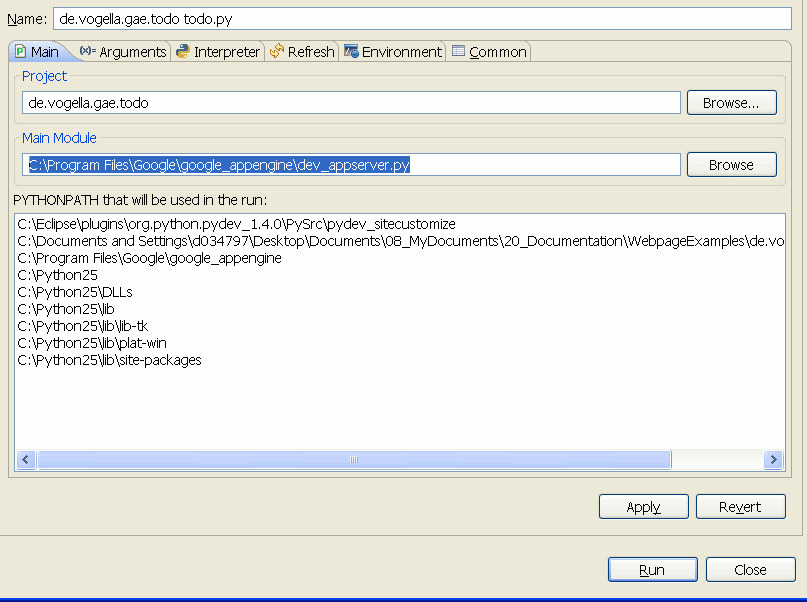 Name: de.vogella.gae.todo todo.py
Main (x)= Arguments Interpreter Refresh Environment Common
Project
de.vogella.gae.todo Browse...
Main Module
C:\Program Files\Google\google_appengine\dev_appserver.py Browse
PYTHONPATH that will be used in the run:
C:\Eclipse\plugins\org.python.pydev_1.4.0\PySrc\pydev_sitecustomize
C:\Documents and Settings\d034797\Desktop\Documents\08_MyDocuments\20_Documentation\WebpageExamples\de.vo
C:\Program Files\Google\google_appengine
C:\Python25
C:\Python25\DLLs
C:\Python25\lib
C:\Python25\lib\lib-tk
C:\Python25\lib\plat-win
C:\Python25\lib\site-packages
Apply Revert
Run Close